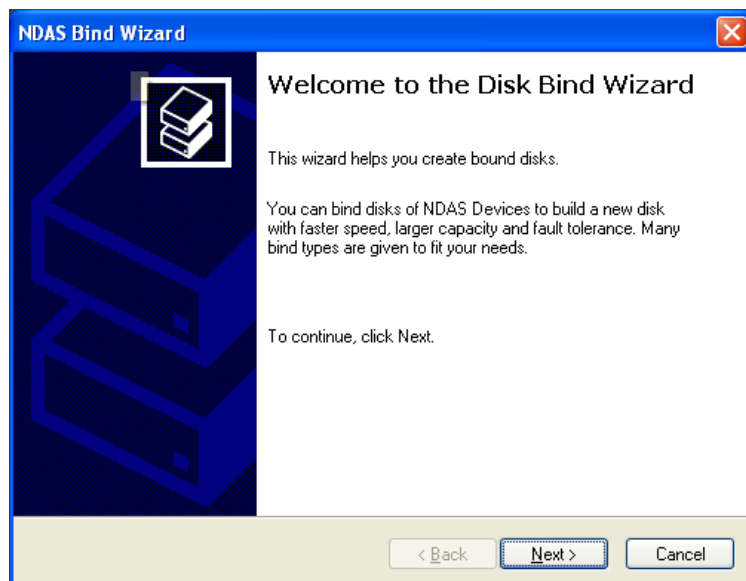 NDAS Bind Wizard
Welcome to the Disk Bind Wizard
This wizard helps you create bound disks.
You can bind disks of NDAS Devices to build a new disk
with faster speed, larger capacity and fault tolerance. Many
bind types are given to fit your needs.
To continue, click Next.
< Back Next > Cancel